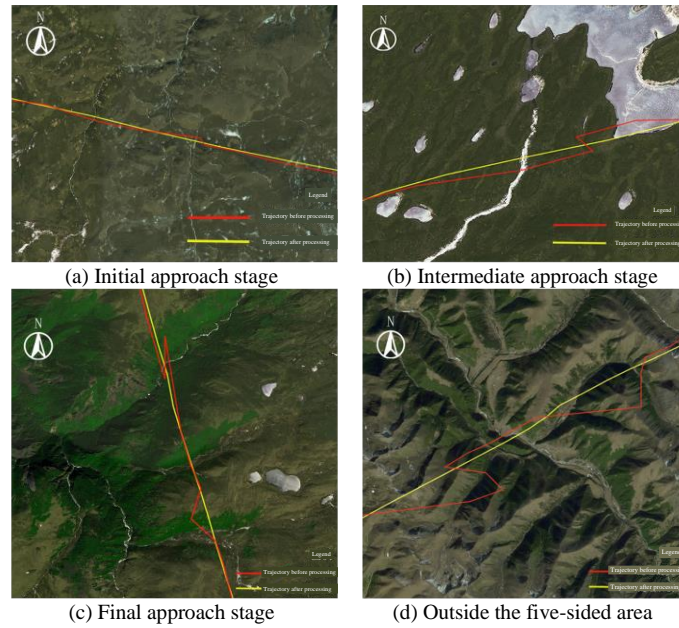 N
Legend
Trajectory before processing
Trajectory after processing
(a) Initial approach stage
N
Legend
Trajectory before processing
Trajectory after processing
(b) Intermediate approach stage
N
Legend
Trajectory before processing
Trajectory after processing
(c) Final approach stage
N
Legend
Trajectory before processing
Trajectory after processing
(d) Outside the five-sided area